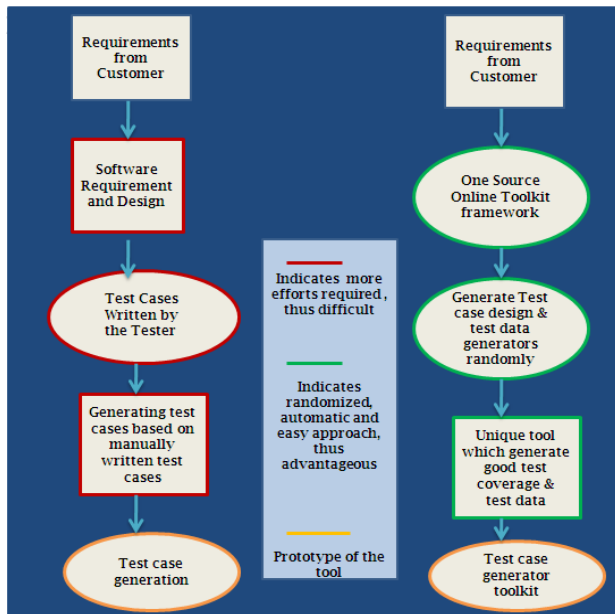 Requirements
from
Customer
Software
Requirement
and Design
Test Cases
Written by
the Tester
Generating test
cases based on
manually
written test
cases
Test case
generation
Indicates more
efforts required ,
thus difficult
Indicates
randomized,
automatic and
easy approach,
thus
advantageous
Prototype of the
tool
Requirements
from
Customer
One Source
Online Toolkit
framework
Generate Test
case design &
test data
generators
randomly
Unique tool
which generate
good test
coverage &
test data
Test case
generator
toolkit